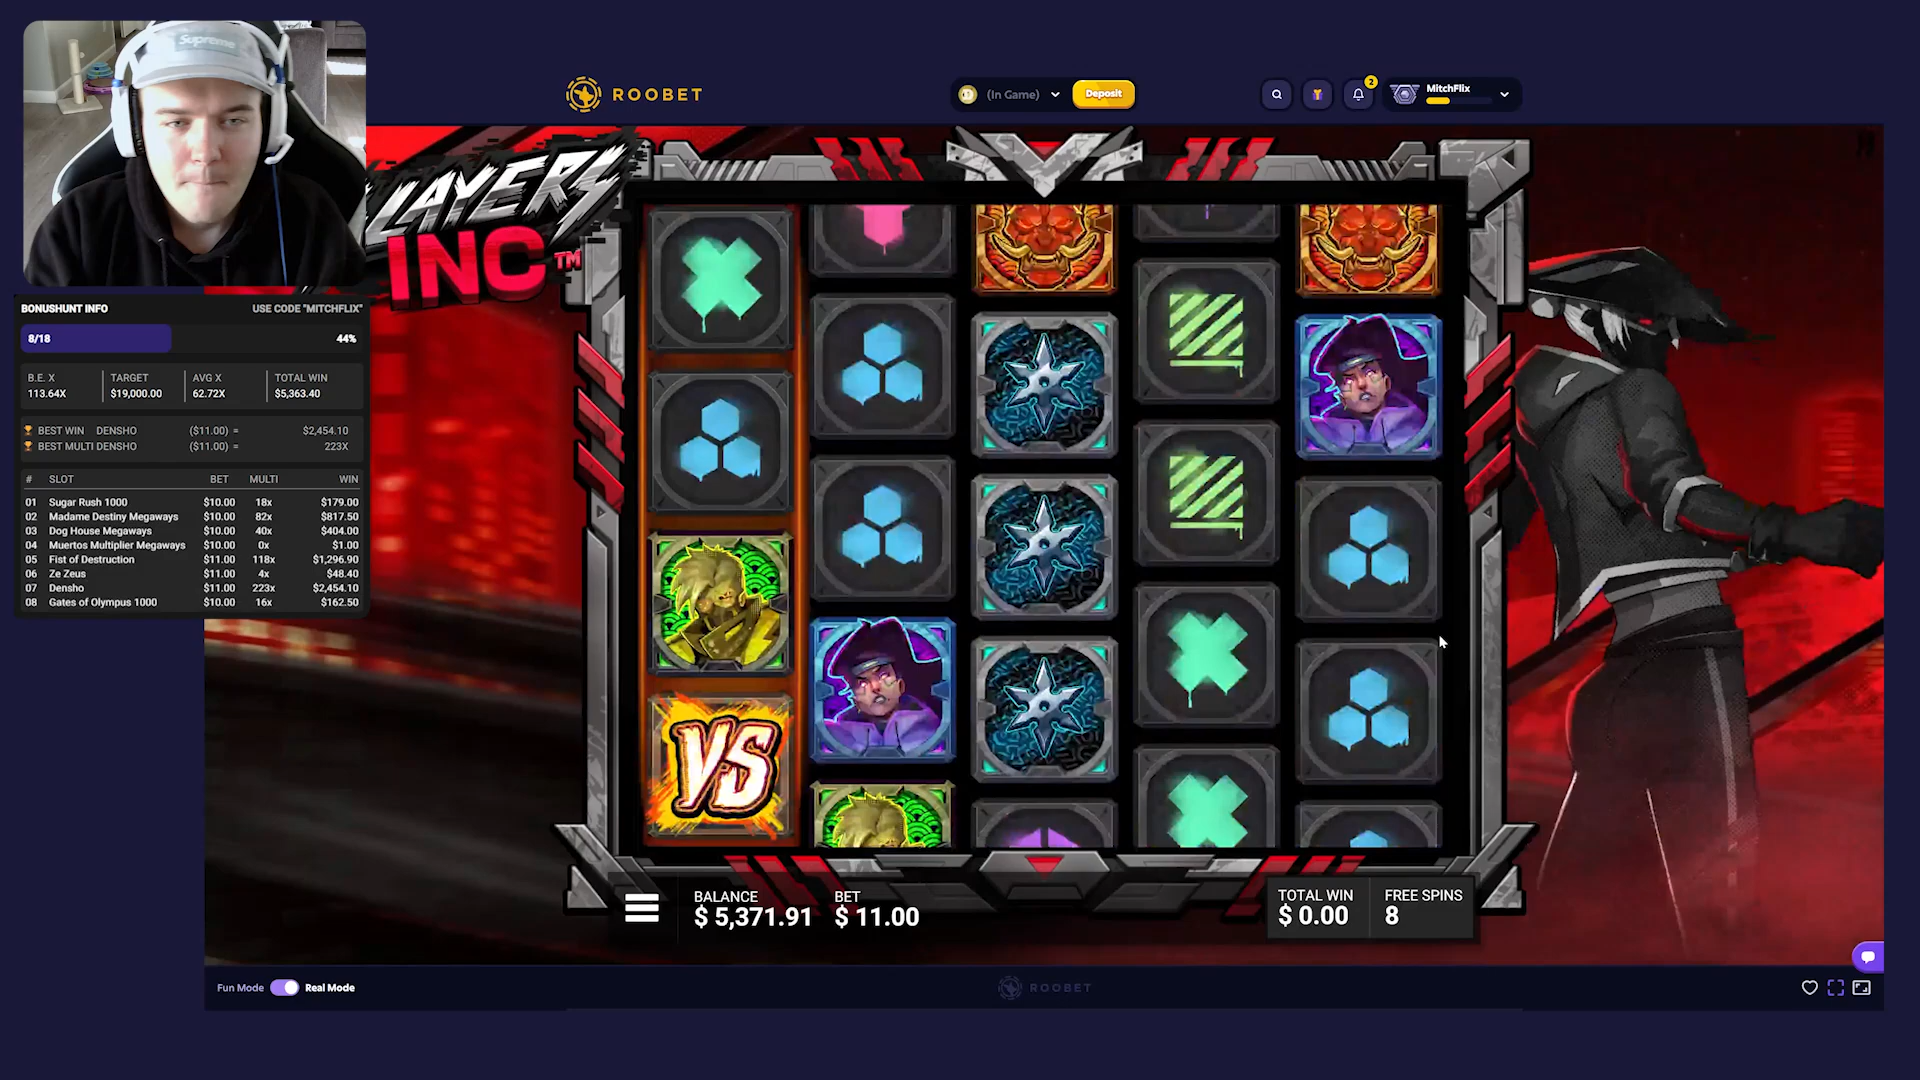 Supreme
ROOBET
(In Game)
Deposit
2
MitchFlix
LAYERS
INC™
BONUSHUNT INFO
USE CODE "MITCHFLIX"
8/18
44%
B.E. X
TARGET
AVG X
TOTAL WIN
113.64X
$19,000.00
62.72X
$5,363.40
BEST WIN DENSHO ($11.00) = $2,454.10
BEST MULTI DENSHO ($11.00) = 223X
# SLOT BET MULTI WIN
01 Sugar Rush 1000 $10.00 18x $179.00
02 Madame Destiny Megaways $10.00 82x $817.50
03 Dog House Megaways $10.00 40x $404.00
04 Muertos Multiplier Megaways $10.00 0x $1.00
05 Fist of Destruction $11.00 118x $1,296.90
06 Ze Zeus $11.00 4x $48.40
07 Densho $11.00 223x $2,454.10
08 Gates of Olympus 1000 $10.00 16x $162.50
VS
BALANCE
$ 5,371.91
BET
$ 11.00
TOTAL WIN
$ 0.00
FREE SPINS
8
Fun Mode
Real Mode
ROOBET